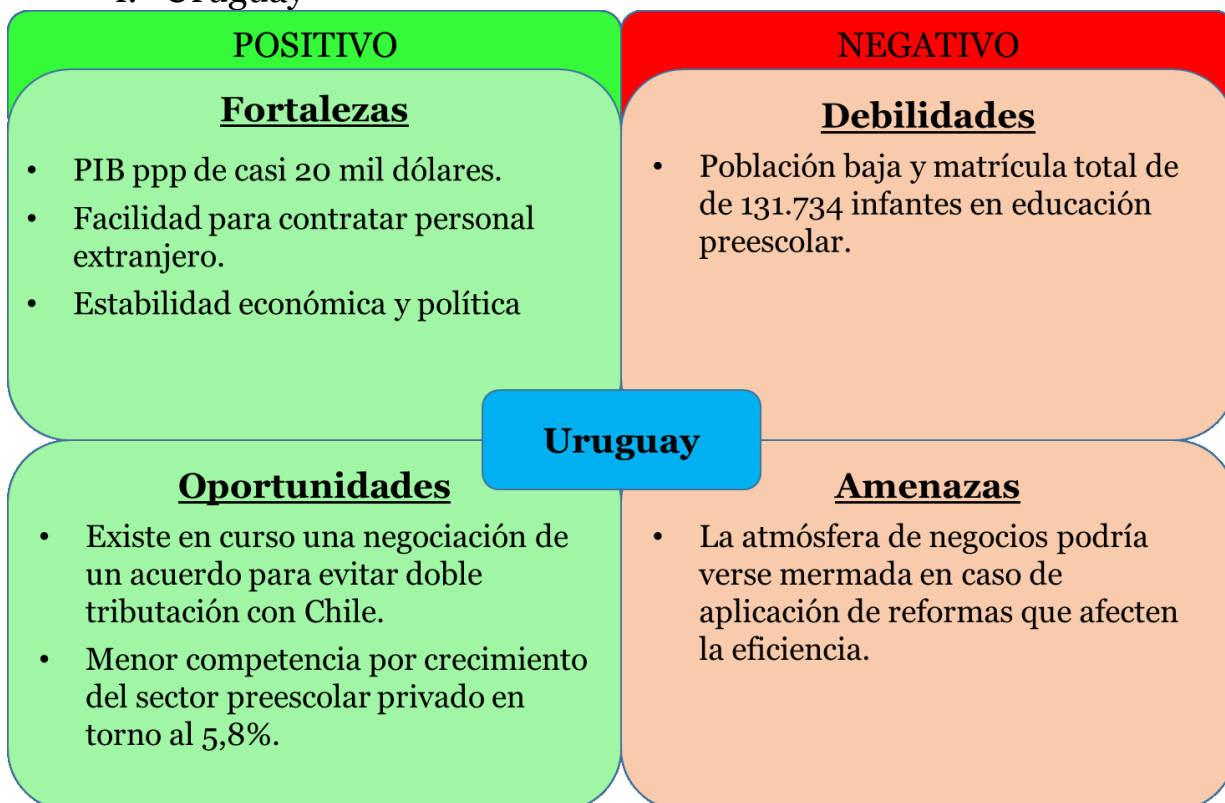 Uruguay
POSITIVO
NEGATIVO
Fortalezas
• PIB ppp de casi 20 mil dólares.
• Facilidad para contratar personal
extranjero.
• Estabilidad económica y política
Debilidades
• Población baja y matrícula total de
de 131.734 infantes en educación
preescolar.
Uruguay
Oportunidades
• Existe en curso una negociación de
un acuerdo para evitar doble
tributación con Chile.
• Menor competencia por crecimiento
del sector preescolar privado en
torno al 5,8%.
Amenazas
• La atmósfera de negocios podría
verse mermada en caso de
aplicación de reformas que afecten
la eficiencia.